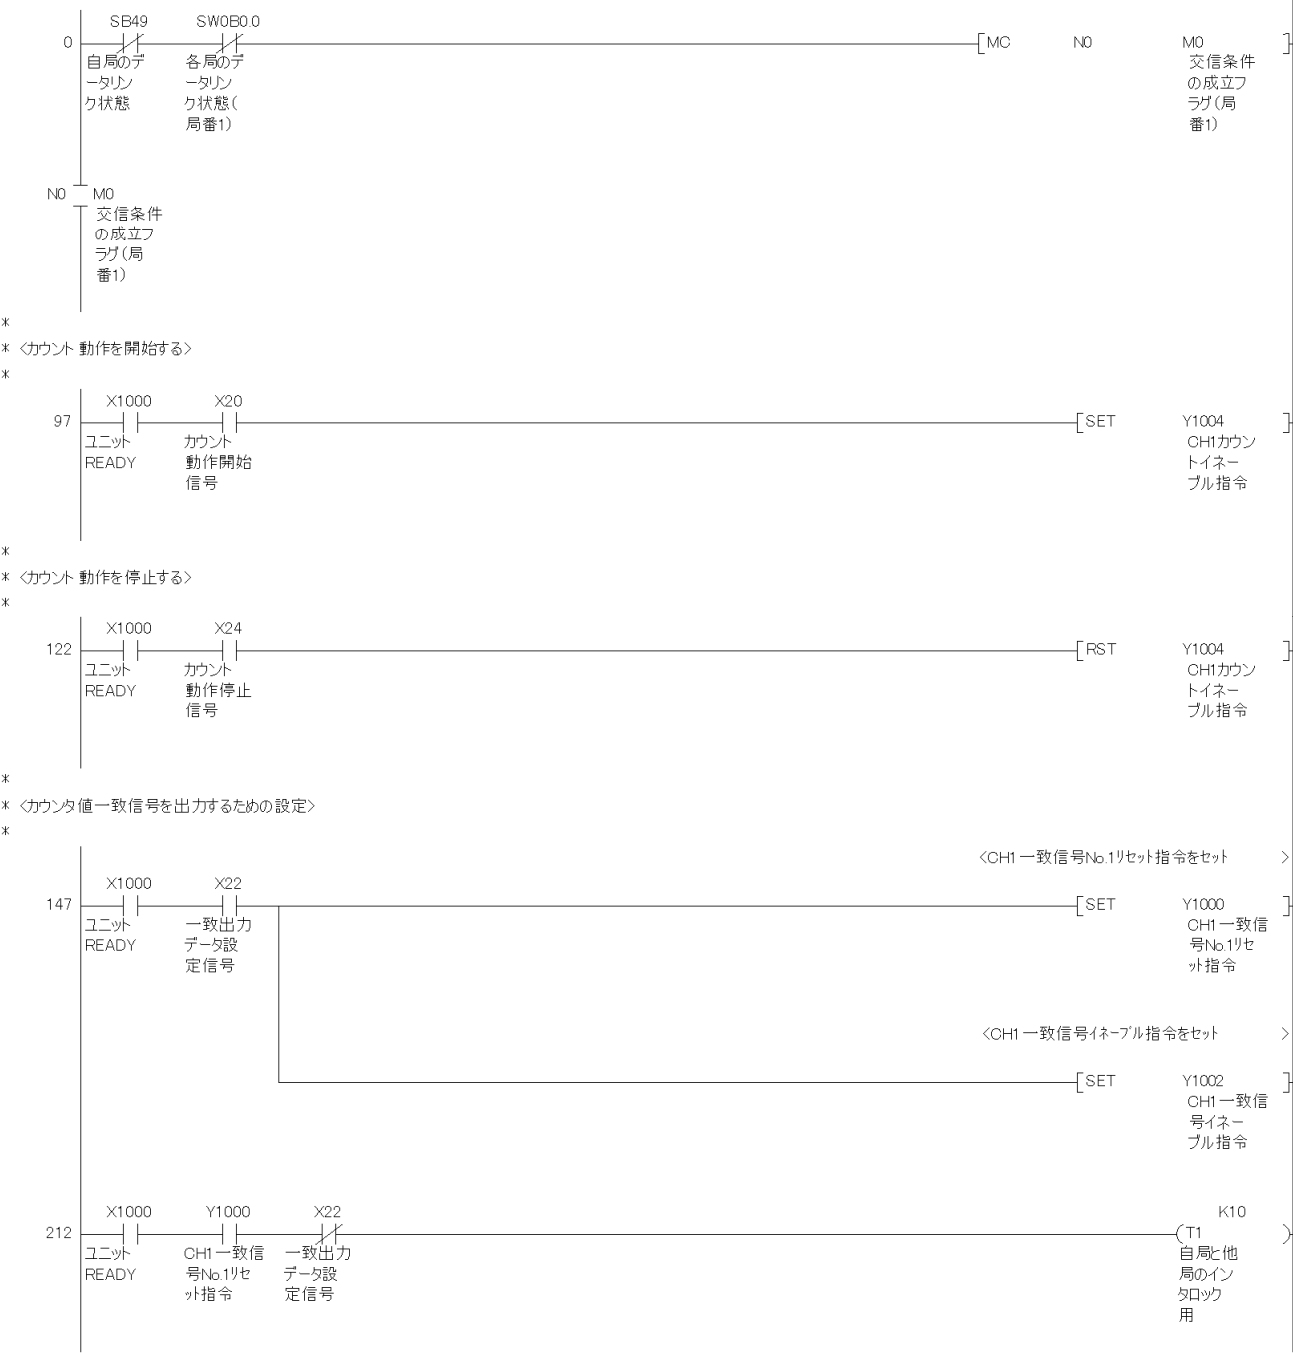 SB49 SW0B0.0
0 MC N0 M0
自局のデ 各局のデ 交信条件
ータリン ータリン の成立フ
ク状態 ク状態( ラグ(局
局番1) 番1)
N0 M0
交信条件
の成立フ
ラグ(局
番1)
*
* <カウント動作を開始する>
*
X1000 X20
97 SET Y1004
ユニット カウント CH1カウン
READY 動作開始 トイネー
信号 ブル指令
*
* <カウント動作を停止する>
*
X1000 X24
122 RST Y1004
ユニット カウント CH1カウン
READY 動作停止 トイネー
信号 ブル指令
*
* <カウンタ値一致信号を出力するための設定>
*
<CH1一致信号No.1リセット指令をセット >
X1000 X22
147 SET Y1000
ユニット 一致出力 CH1一致信
READY データ設 号No.1リセ
定信号 ット指令
<CH1一致信号イネーブル指令をセット >
SET Y1002
CH1一致信
号イネー
ブル指令
X1000 Y1000 X22 K10
212 (T1 )
ユニット CH1一致信 一致出力 自局と他
READY 号No.1リセ データ設 局のイン
ット指令 定信号 タロック
用